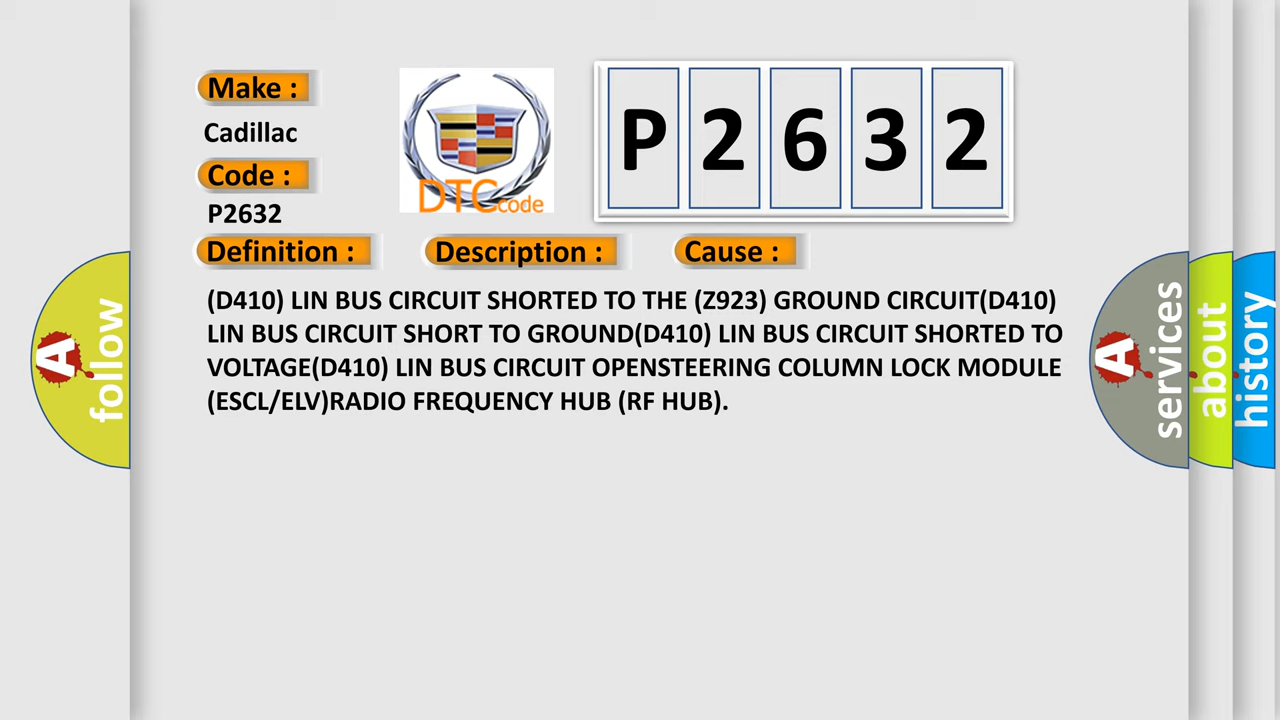 Make :
Cadillac
Code :
P2632
DTC code
P 2 6 3 2
Definition :
Description :
Cause :
(D410) LIN BUS CIRCUIT SHORTED TO THE (Z923) GROUND CIRCUIT(D410)
LIN BUS CIRCUIT SHORT TO GROUND(D410) LIN BUS CIRCUIT SHORTED TO
VOLTAGE(D410) LIN BUS CIRCUIT OPENSTEERING COLUMN LOCK MODULE
(ESCL/ELV)RADIO FREQUENCY HUB (RF HUB).
A
follow
A
services
about
history